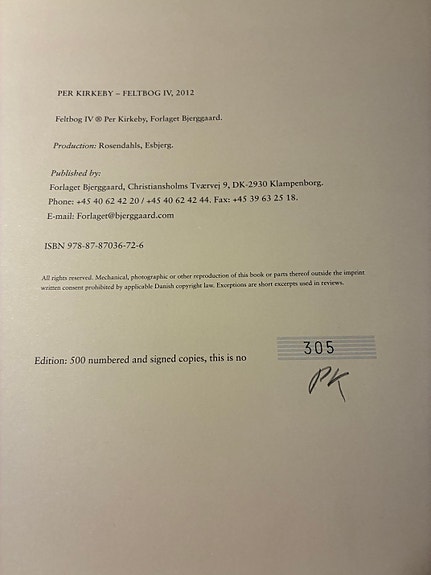 PER KIRKEBY – FELTBOG IV, 2012
Feltbog IV ® Per Kirkeby, Forlaget Bjerggaard.
Production: Rosendahls, Esbjerg.
Published by:
Forlaget Bjerggaard, Christiansholms Tværvej 9, DK-2930 Klampenborg.
Phone: +45 40 62 42 20 / +45 40 62 42 44. Fax: +45 39 63 25 18.
E-mail: Forlaget@bjerggaard.com
ISBN 978-87-87036-72-6
All rights reserved. Mechanical, photographic or other reproduction of this book or parts thereof outside the imprint
written consent prohibited by applicable Danish copyright law. Exceptions are short excerpts used in reviews.
Edition: 500 numbered and signed copies, this is no 305
PK